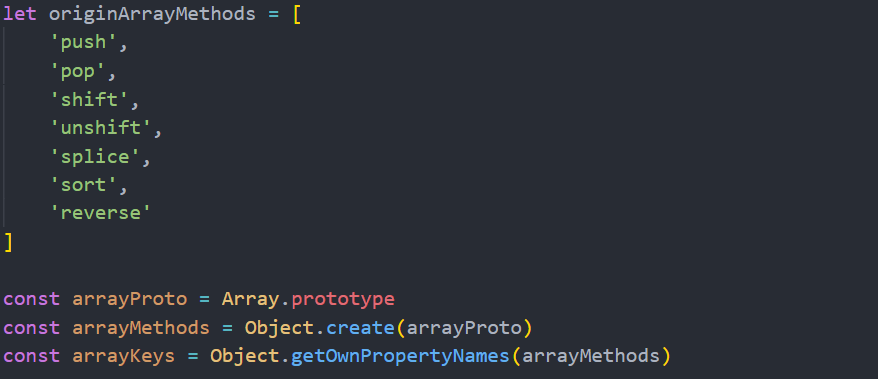 let originArrayMethods = [
    'push',
    'pop',
    'shift',
    'unshift',
    'splice',
    'sort',
    'reverse'
]

const arrayProto = Array.prototype
const arrayMethods = Object.create(arrayProto)
const arrayKeys = Object.getOwnPropertyNames(arrayMethods)